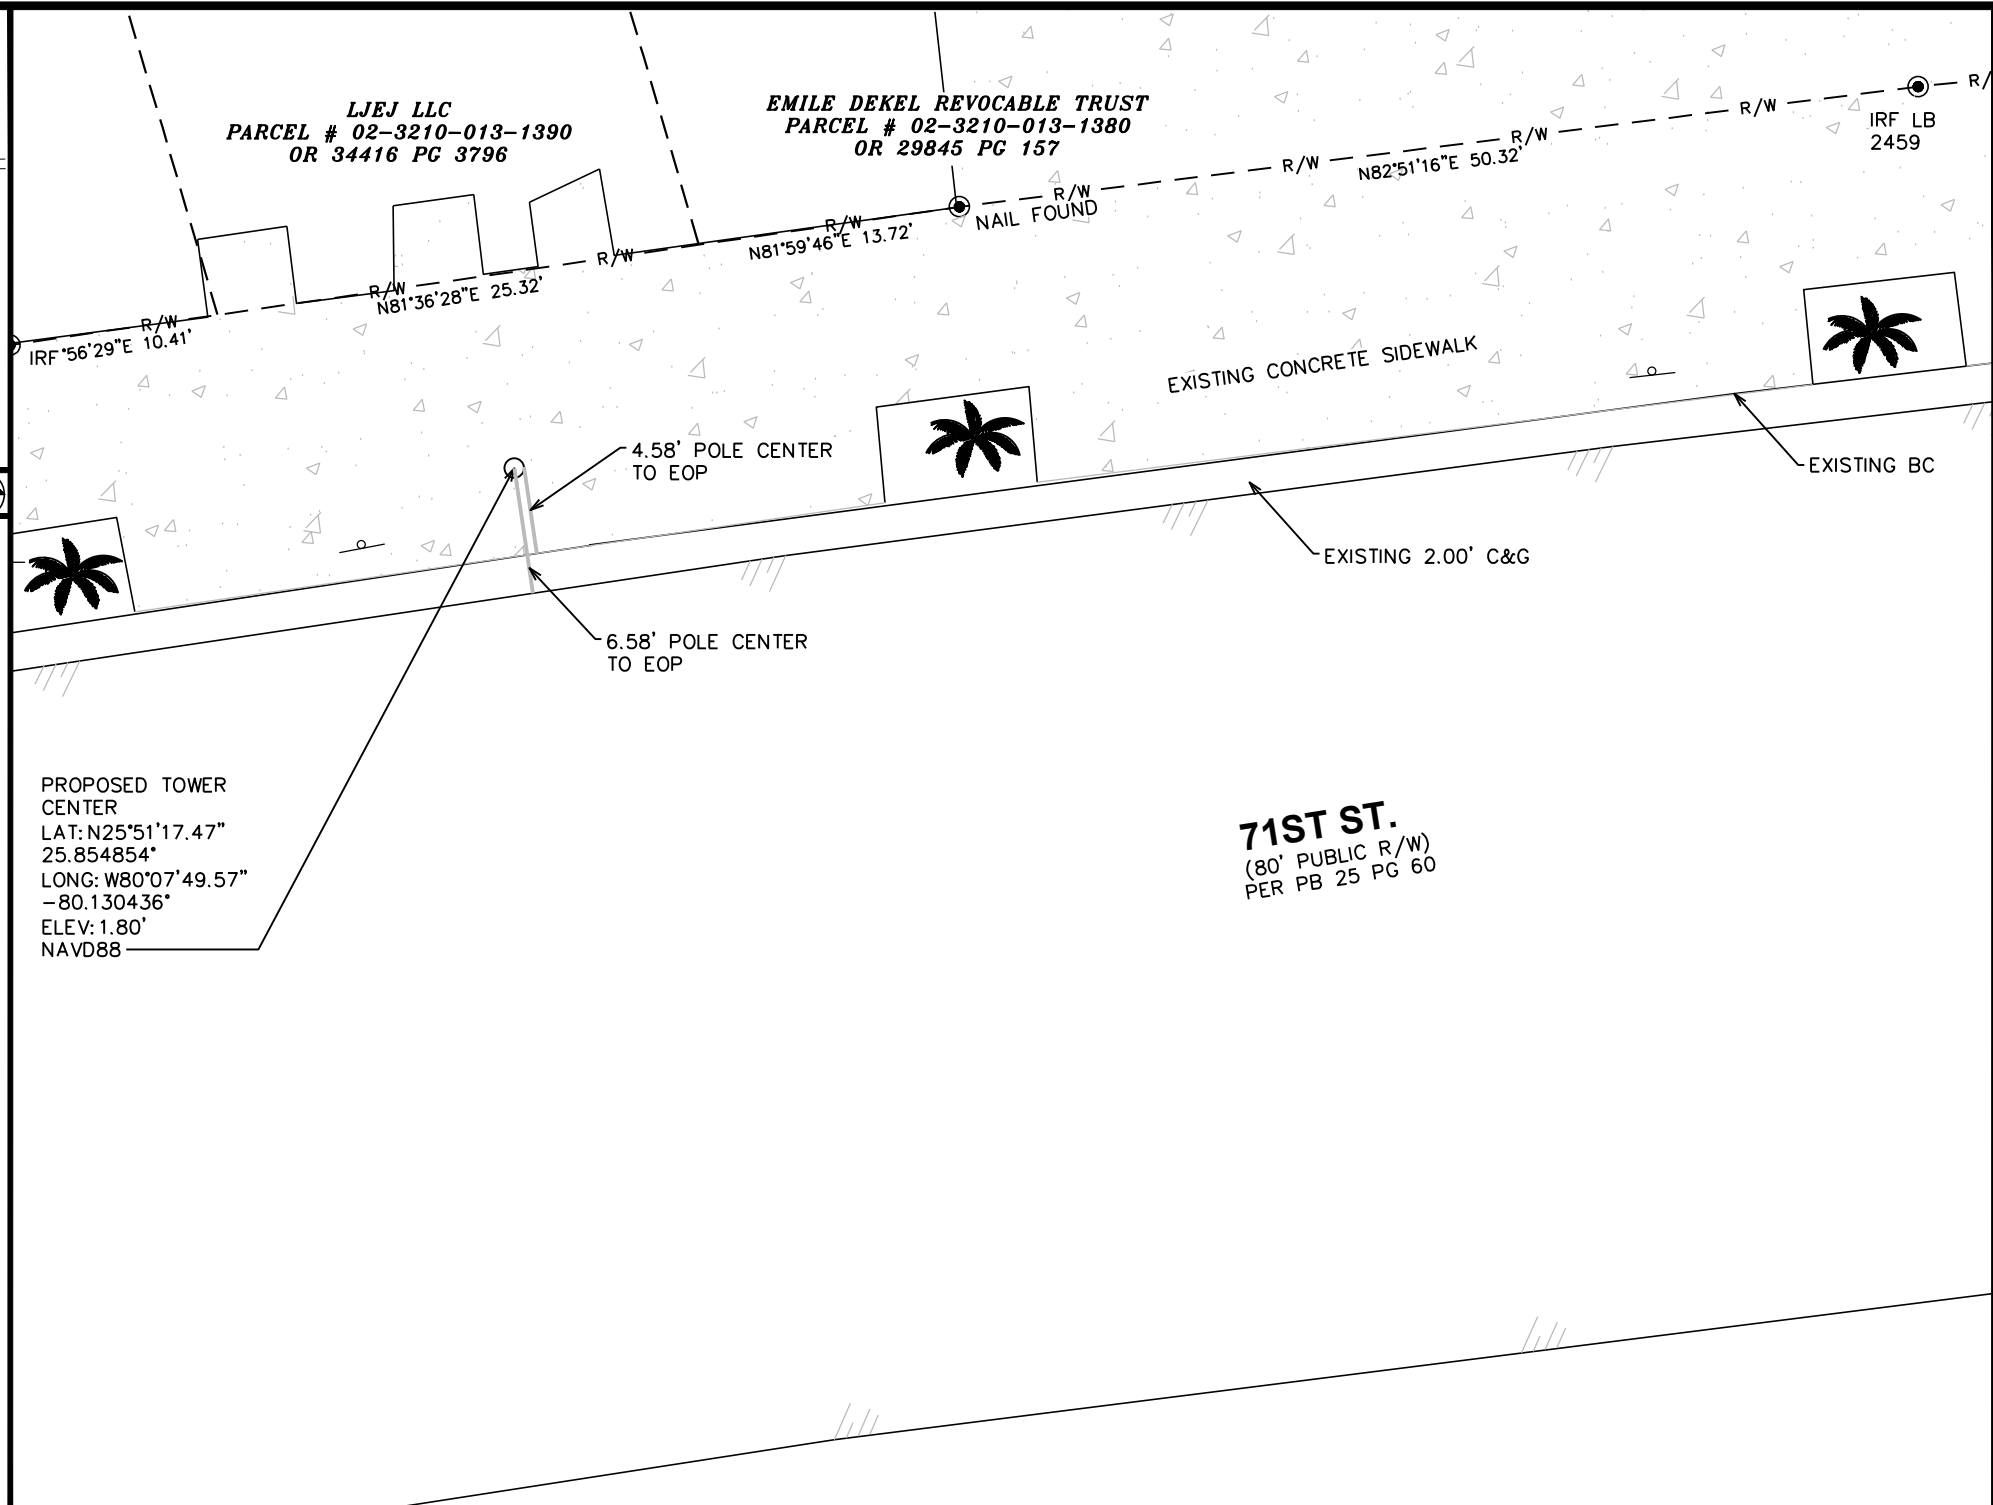 LJEJ LLC
PARCEL # 02-3210-013-1390
OR 34416 PG 3796
EMILE DEKEL REVOCABLE TRUST
PARCEL # 02-3210-013-1380
OR 29845 PG 157
R/W
R/W
R/W
R/
IRF LB
2459
N82°51'16"E 50.32'
R/W
NAIL FOUND
R/W
N81°59'46"E 13.72'
R/W
R/W
N81°36'28"E 25.32'
R/W
IRF°56'29"E 10.41'
EXISTING CONCRETE SIDEWALK
4.58' POLE CENTER
TO EOP
EXISTING BC
EXISTING 2.00' C&G
6.58' POLE CENTER
TO EOP
PROPOSED TOWER
CENTER
LAT: N25°51'17.47"
25.854854°
LONG: W80°07'49.57"
-80.130436°
ELEV: 1.80'
NAVD88
71ST ST.
(80' PUBLIC R/W)
PER PB 25 PG 60